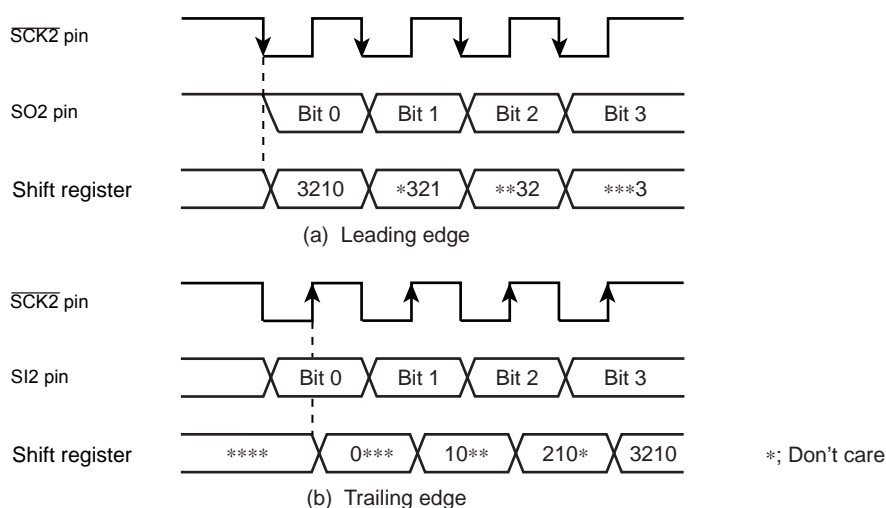 SCK2 pin
SO2 pin
Bit 0 Bit 1 Bit 2 Bit 3
Shift register
3210 *321 **32 ***3
(a) Leading edge
SCK2 pin
SI2 pin
Bit 0 Bit 1 Bit 2 Bit 3
Shift register
**** 0*** 10** 210* 3210
*; Don't care
(b) Trailing edge